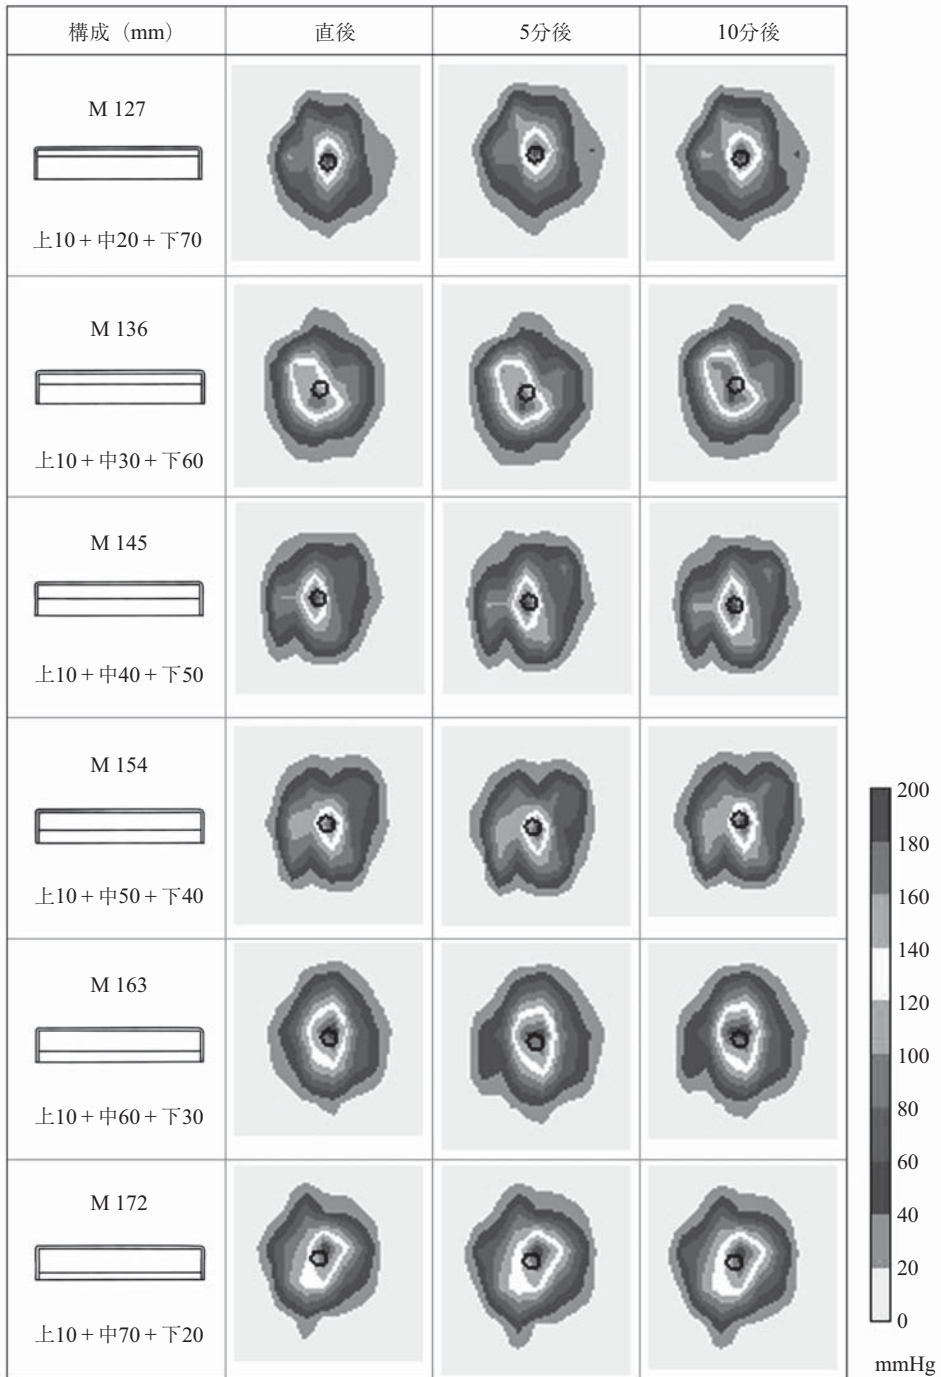 構成（mm） 直後 5分後 10分後
M 127
上10 + 中20 + 下70
M 136
上10 + 中30 + 下60
M 145
上10 + 中40 + 下50
M 154
上10 + 中50 + 下40
M 163
上10 + 中60 + 下30
M 172
上10 + 中70 + 下20
200
180
160
140
120
100
80
60
40
20
0
mmHg